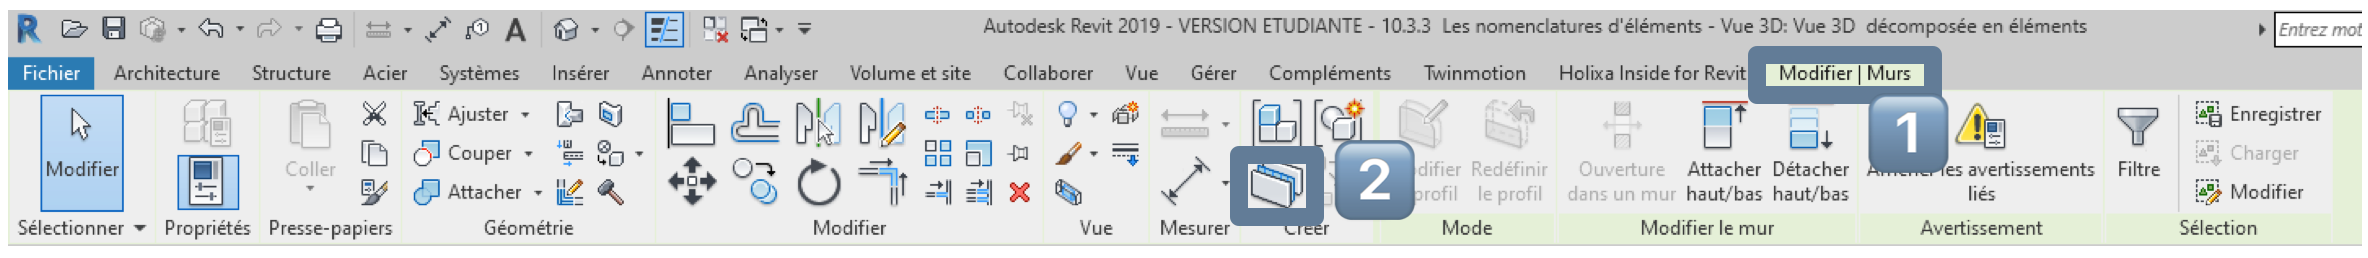 Autodesk Revit 2019 - VERSION ETUDIANTE - 10.3.3 Les nomenclatures d'éléments - Vue 3D: Vue 3D décomposée en éléments
Entrez mot
Fichier Architecture Structure Acier Systèmes Insérer Annoter Analyser Volume et site Collaborer Vue Gérer Compléments Twinmotion Holixa Inside for Revit Modifier | Murs
1
2
Modifier
Coller
Ajuster
Couper
Attacher
Redéfinir
le profil
profil
Ouverture
dans un mur
Attacher
haut/bas
Détacher
haut/bas
les avertissements
liés
Filtre
Enregistrer
Charger
Modifier
Sélectionner Propriétés Presse-papiers Géométrie Modifier Vue Mesurer Créer Mode Modifier le mur Avertissement Sélection